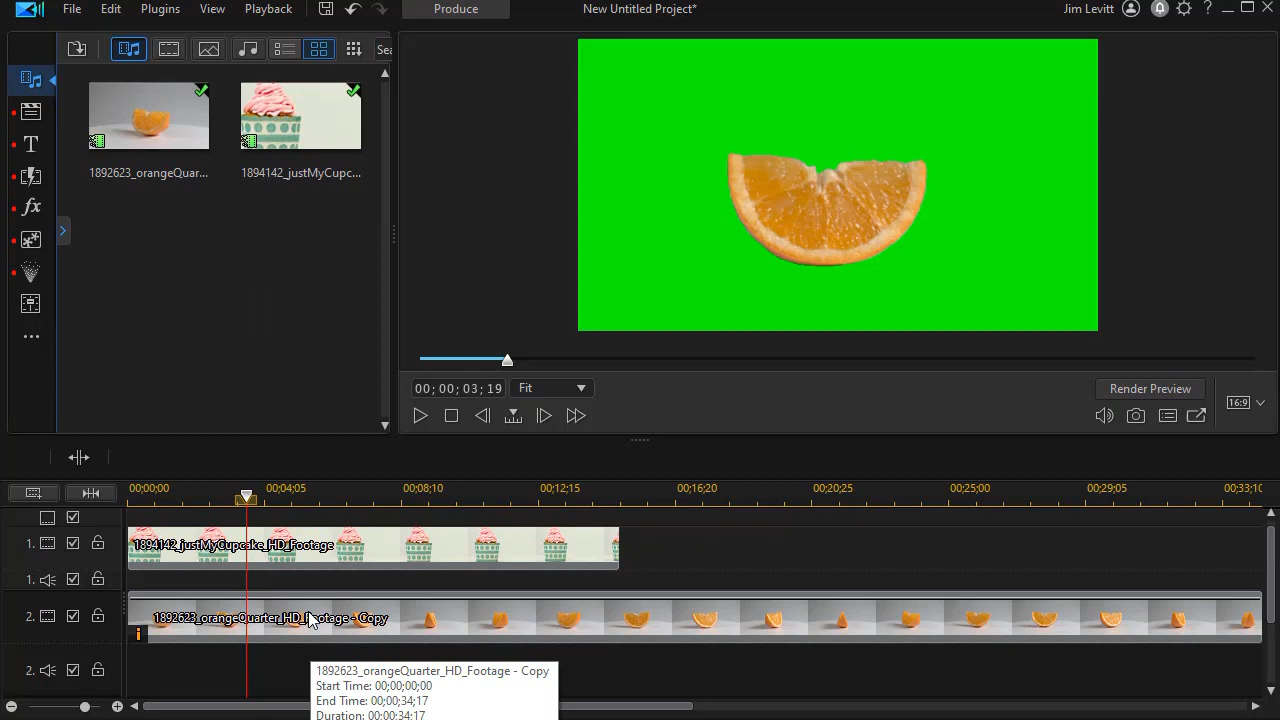 File Edit Plugins View Playback Produce New Untitled Project* Jim Levitt
Sea
1892623_orangeQuar... 1894142_justMyCupc...
00; 00; 03; 19 Fit Render Preview 16:9
00;00;00 00;04;05 00;08;10 00;12;15 00;16;20 00;20;25 00;25;00 00;29;05 00;33;10
1. 1894142_justMyCupcake_HD_Footage
1.
2. 1892623_orangeQuarter_HD_Footage - Copy
2.
1892623_orangeQuarter_HD_Footage - Copy
Start Time: 00;00;00;00
End Time: 00;00;34;17
Duration: 00;00;34;17